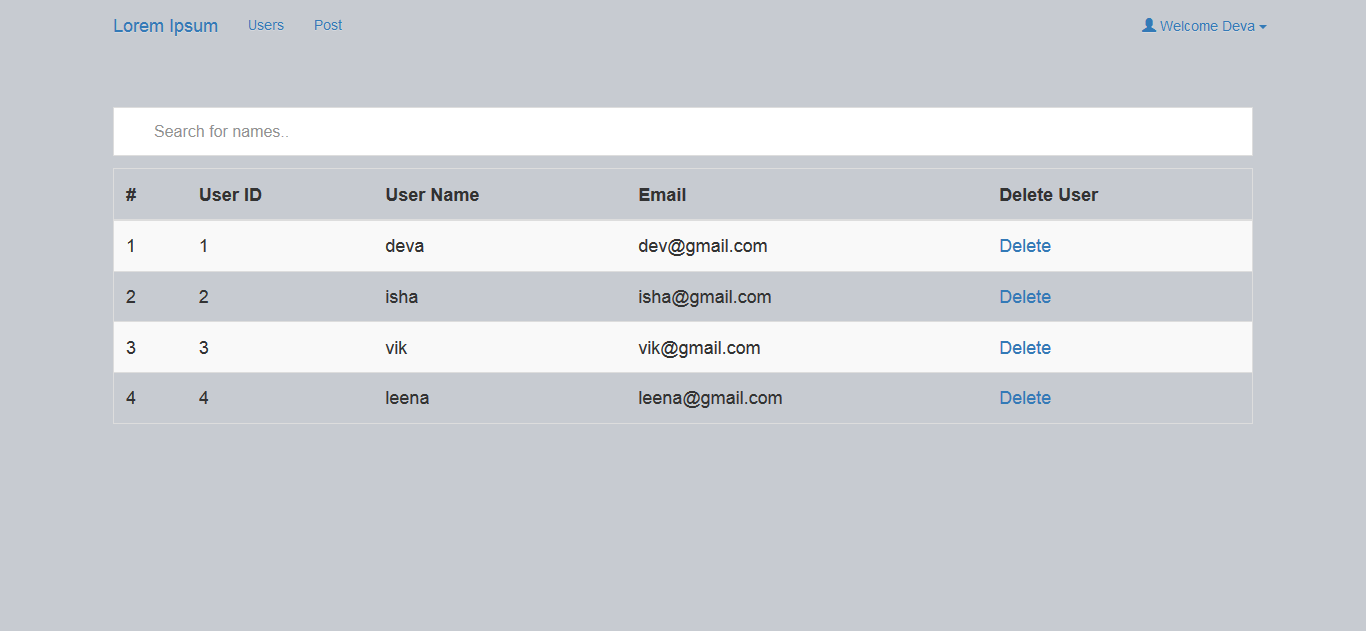 Lorem Ipsum Users Post Welcome Deva
Search for names..
# User ID User Name Email Delete User
1 1 deva dev@gmail.com Delete
2 2 isha isha@gmail.com Delete
3 3 vik vik@gmail.com Delete
4 4 leena leena@gmail.com Delete